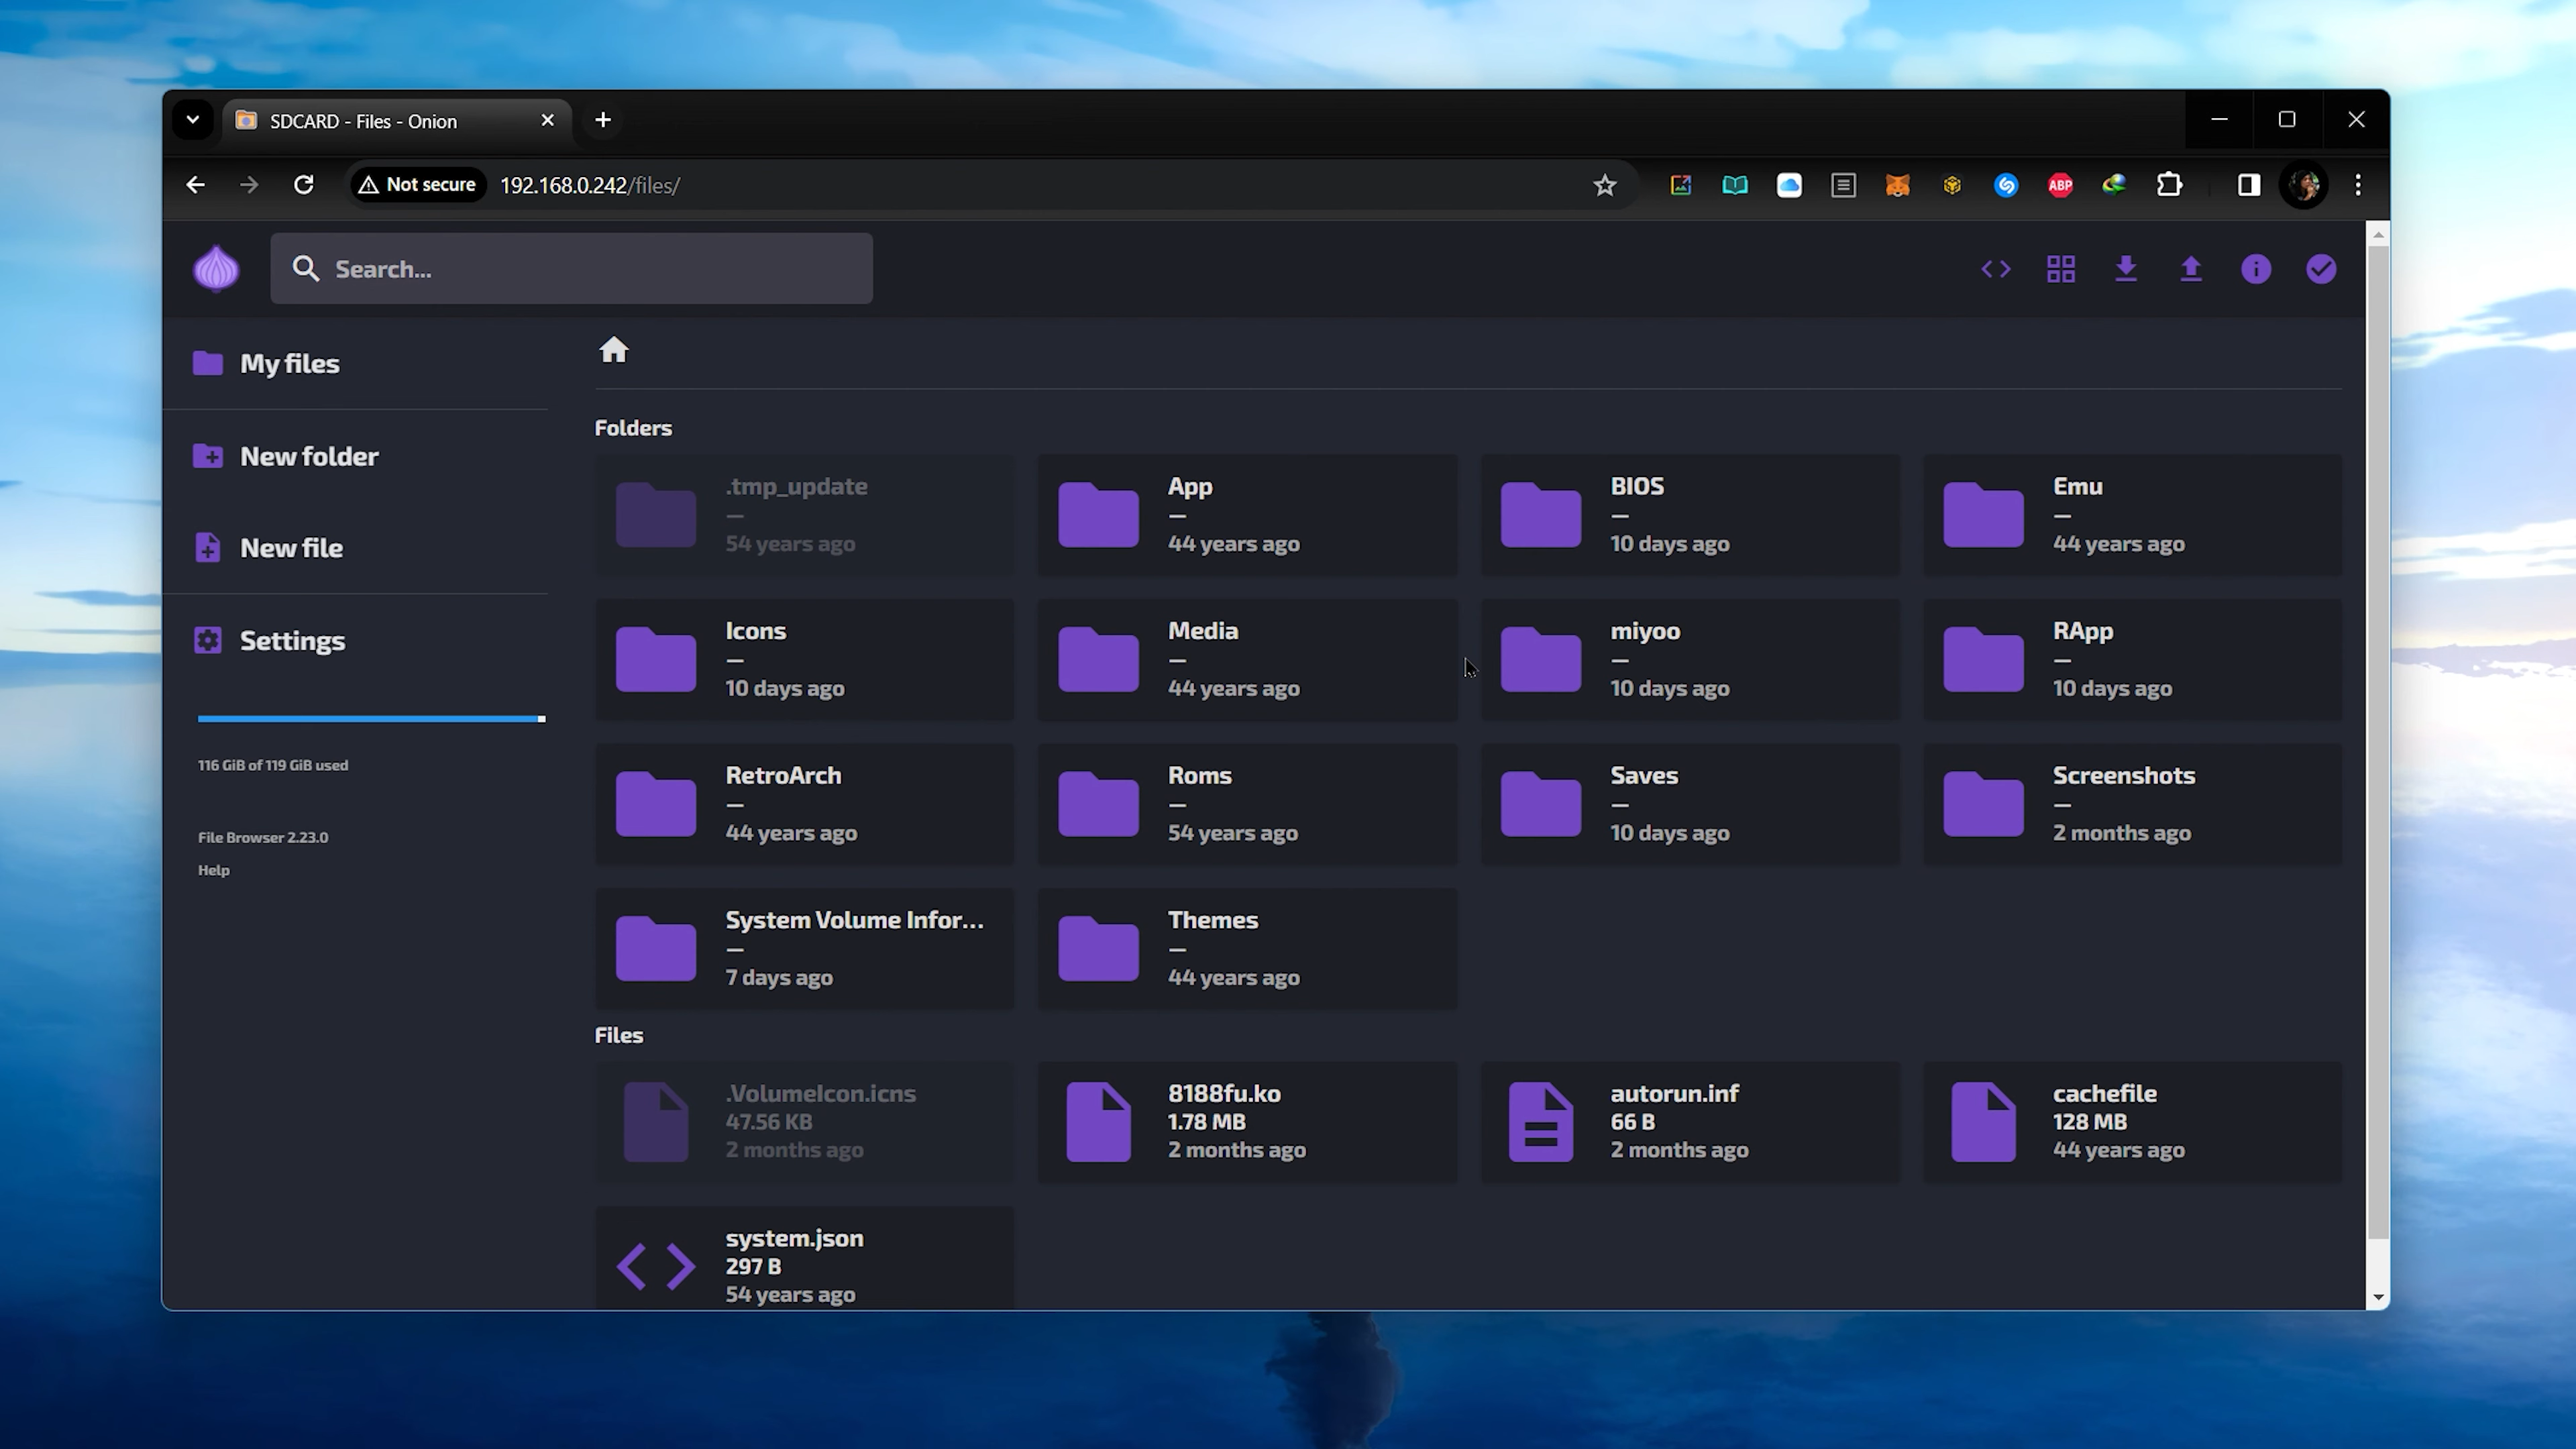 SDCARD - Files - Onion
Not secure
192.168.0.242/files/
ABP
Search...
My files
New folder
New file
Settings
116 GiB of 119 GiB used
File Browser 2.23.0
Help
Folders
.tmp_update
—
54 years ago
App
—
44 years ago
BIOS
—
10 days ago
Emu
—
44 years ago
Icons
—
10 days ago
Media
—
44 years ago
miyoo
—
10 days ago
RApp
—
10 days ago
RetroArch
—
44 years ago
Roms
—
54 years ago
Saves
—
10 days ago
Screenshots
—
2 months ago
System Volume Infor...
—
7 days ago
Themes
—
44 years ago
Files
.VolumeIcon.icns
47.56 KB
2 months ago
8188fu.ko
1.78 MB
2 months ago
autorun.inf
66 B
2 months ago
cachefile
128 MB
44 years ago
system.json
297 B
54 years ago